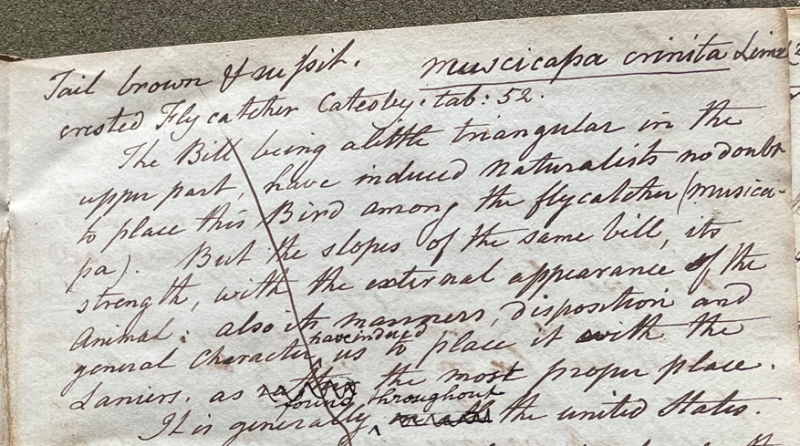 Tail brown & rufsit. Muscicapa crinita Linn
crested Fly catcher Catesby. tab: 52.
The Bill being a little triangular in the
upper part, have induced naturalists no doubt
to place this Bird among the flycatcher (musica-
pa). But the slopes of the same bill, its
strength, with the external appearance of the
Animal: also its manners, disposition and
have induced
general character us to place it with the
Laniers. as the most proper place.
found throughout
It is generally the united States.